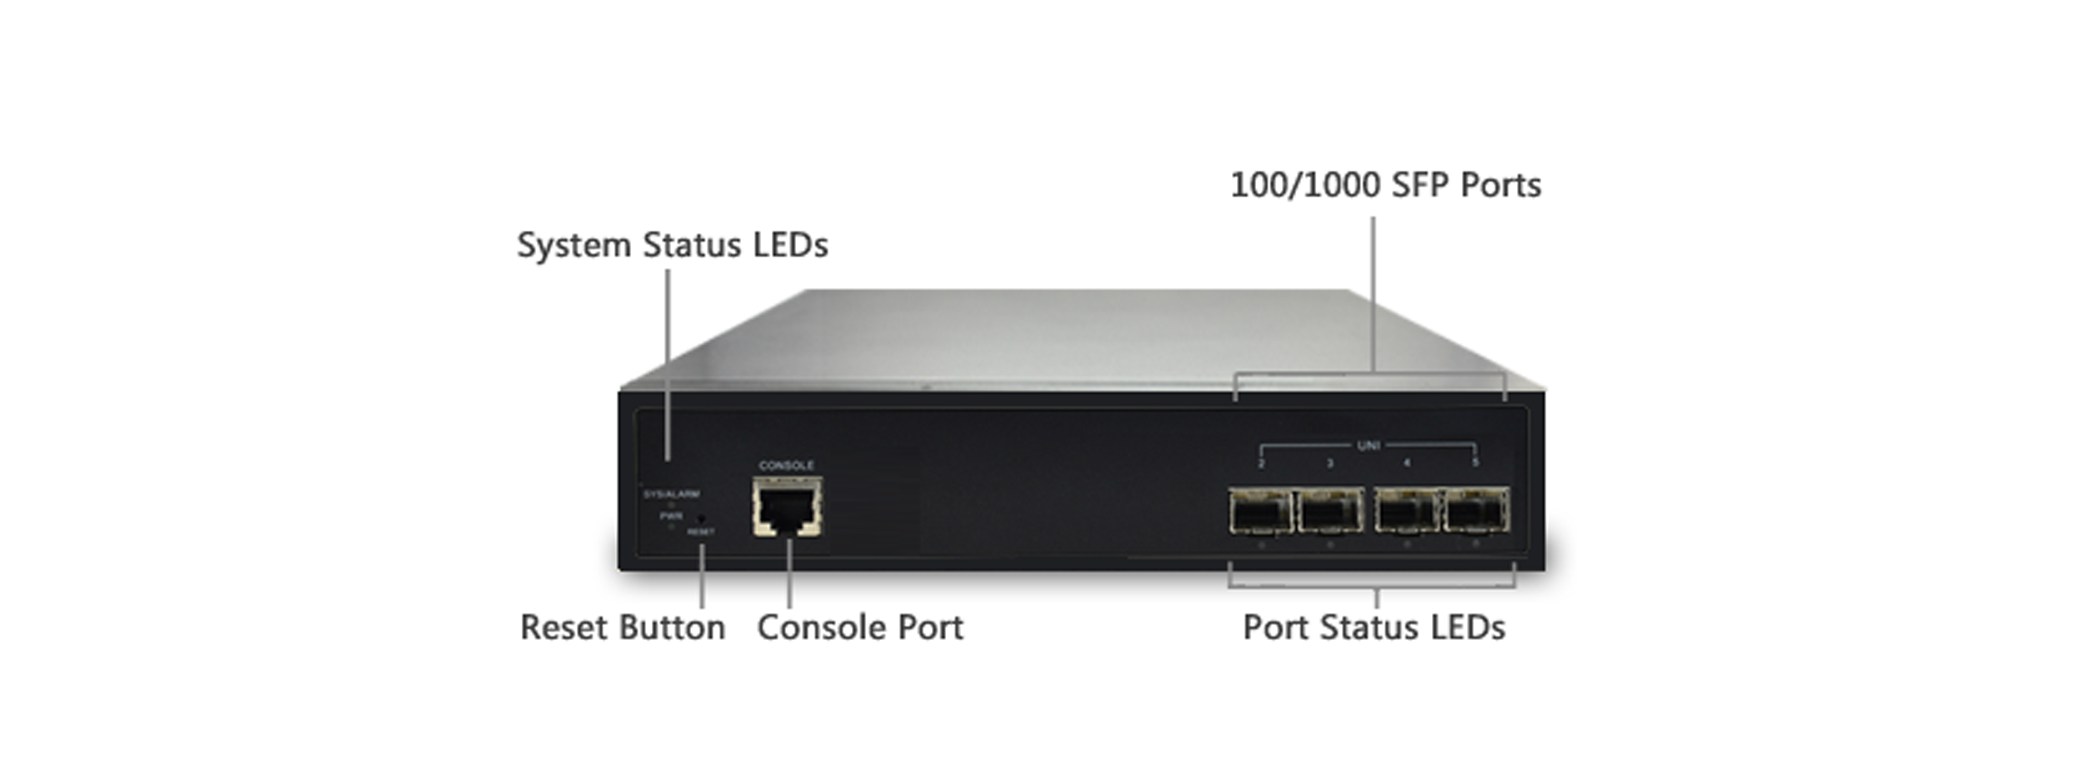 100/1000 SFP Ports
System Status LEDs
UNI
2 3 4 5
CONSOLE
SYS/ALARM
PWR
RESET
Reset Button
Console Port
Port Status LEDs